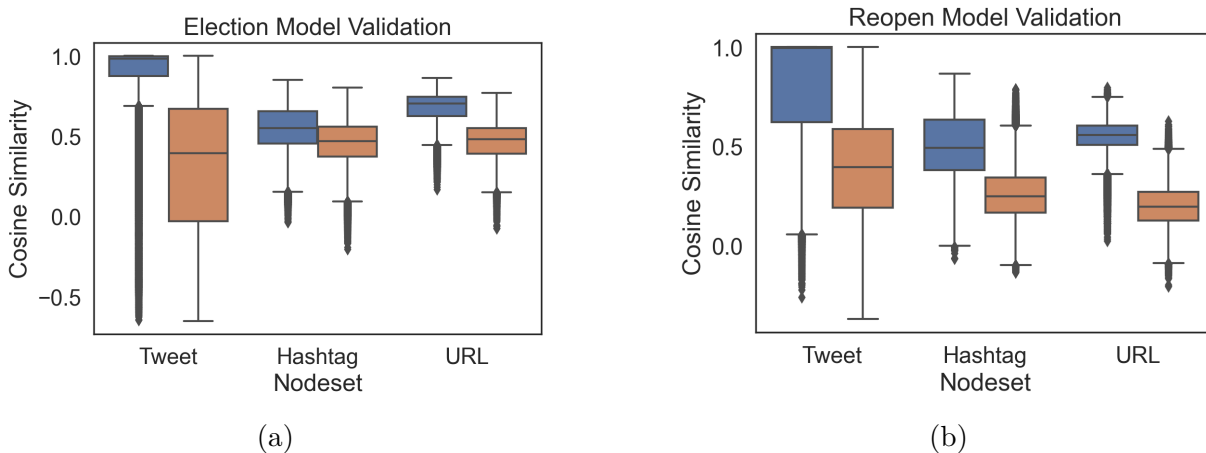 Election Model Validation
Cosine Similarity
1.0
0.5
0.0
−0.5
Tweet Hashtag URL
Nodeset
(a)
Reopen Model Validation
Cosine Similarity
1.0
0.5
0.0
Tweet Hashtag URL
Nodeset
(b)